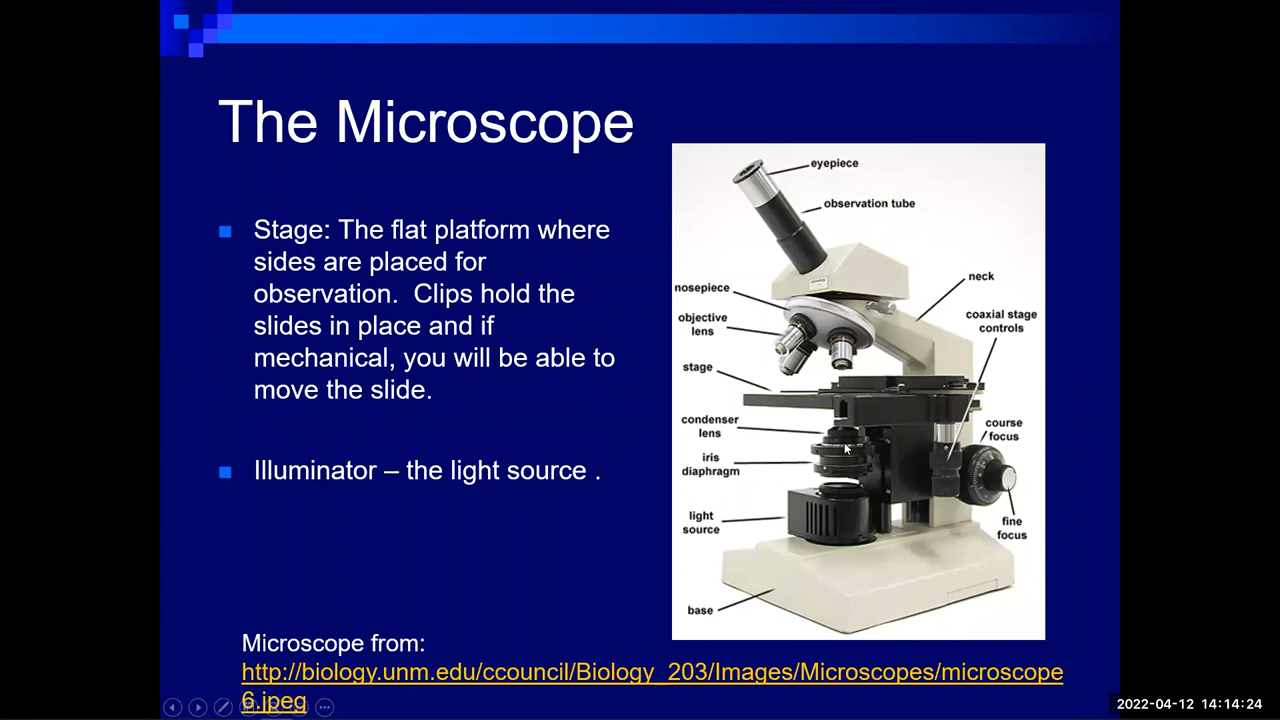 The Microscope
Stage: The flat platform where
sides are placed for
observation.  Clips hold the
slides in place and if
mechanical, you will be able to
move the slide.
Illuminator – the light source .
eyepiece
observation tube
neck
nosepiece
coaxial stage
controls
objective
lens
stage
condenser
lens
course
focus
iris
diaphragm
light
source
fine
focus
base
Microscope from:
http://biology.unm.edu/ccouncil/Biology_203/Images/Microscopes/microscope
6.jpeg
2022-04-12 14:14:24